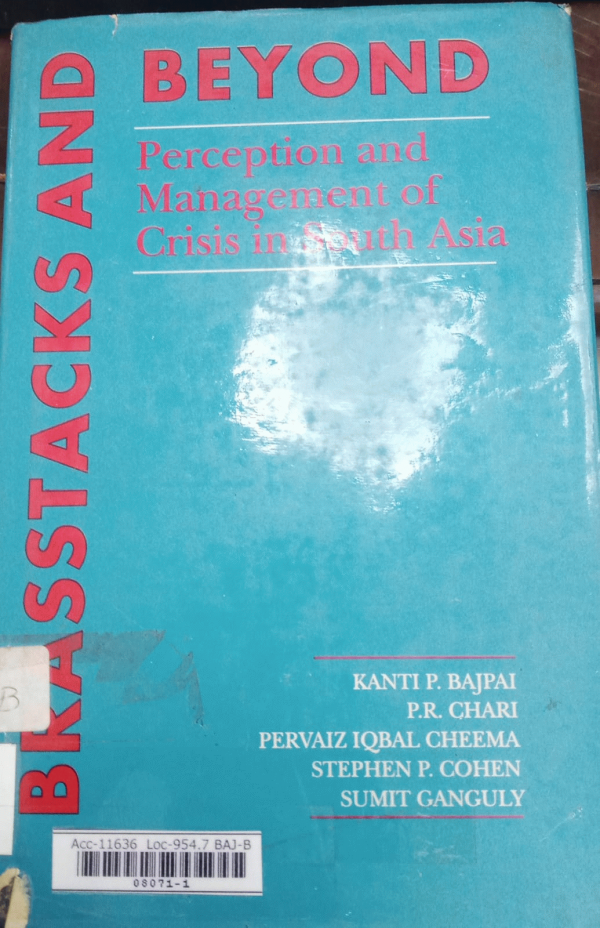 BRASSTACKS AND
BEYOND
Perception and
Management of
Crisis in South Asia
KANTI P. BAJPAI
P.R. CHARI
PERVAIZ IQBAL CHEEMA
STEPHEN P. COHEN
SUMIT GANGULY
B
Acc-11636 Loc-954.7 BAJ-B
08071-1